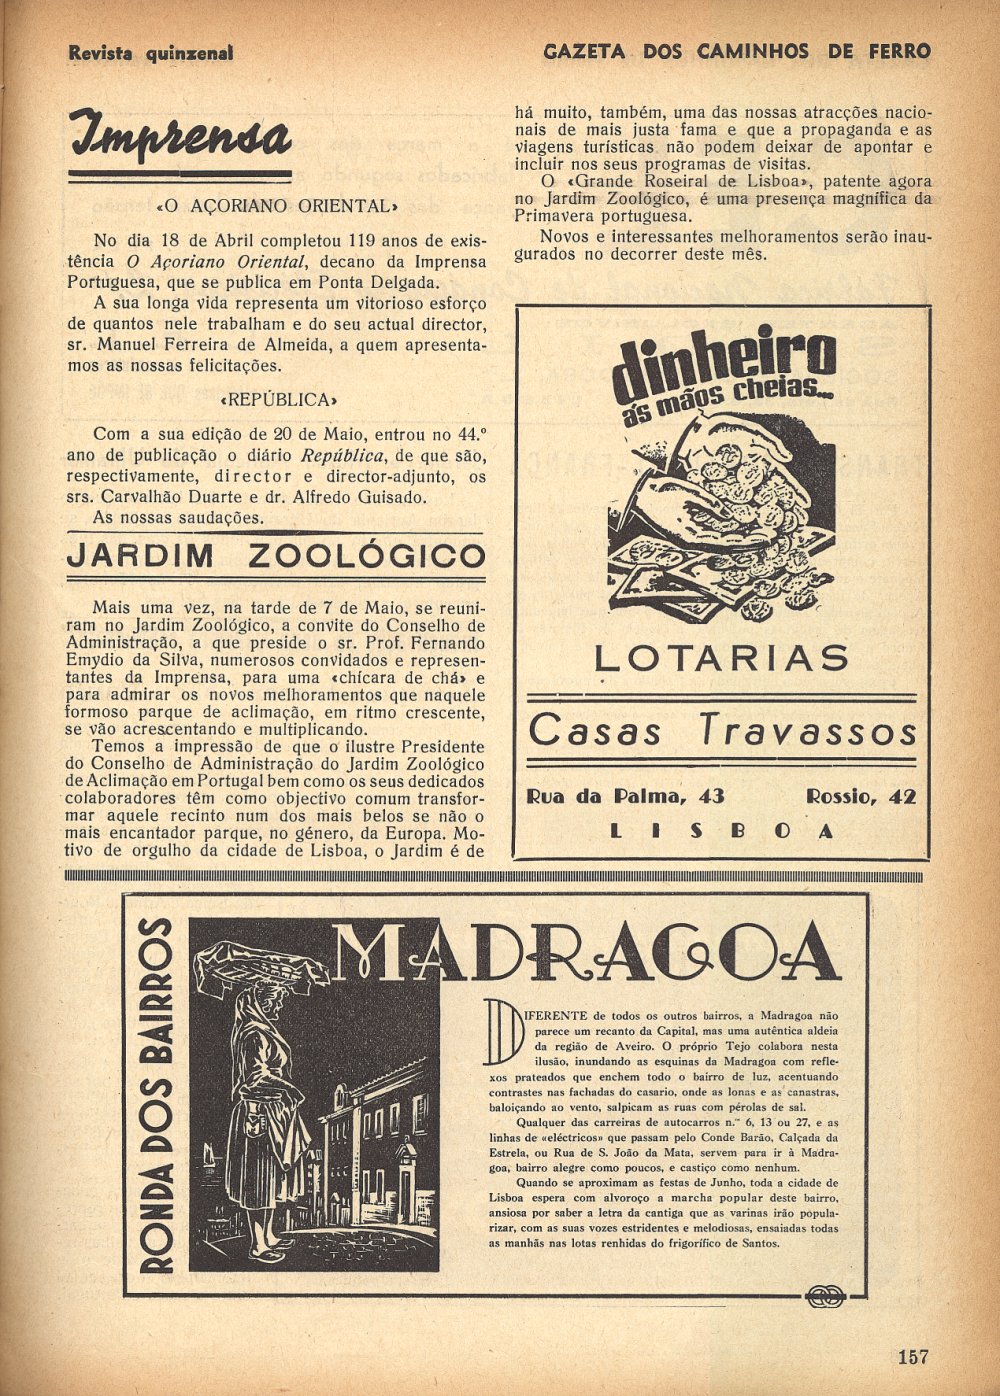 Revista quinzenal
GAZETA DOS CAMINHOS DE FERRO
Imprensa
«O AÇORIANO ORIENTAL»
No dia 18 de Abril completou 119 anos de exis-
tência O Açoriano Oriental, decano da Imprensa
Portuguesa, que se publica em Ponta Delgada.
A sua longa vida representa um vitorioso esforço
de quantos nele trabalham e do seu actual director,
sr. Manuel Ferreira de Almeida, a quem apresenta-
mos as nossas felicitações.
«REPÚBLICA»
Com a sua edição de 20 de Maio, entrou no 44.º
ano de publicação o diário República, de que são,
respectivamente, director e director-adjunto, os
srs. Carvalhão Duarte e dr. Alfredo Guisado.
As nossas saudações.
JARDIM ZOOLÓGICO
Mais uma vez, na tarde de 7 de Maio, se reuni-
ram no Jardim Zoológico, a convite do Conselho de
Administração, a que preside o sr. Prof. Fernando
Emydio da Silva, numerosos convidados e represen-
tantes da Imprensa, para uma «chícara de chá» e
para admirar os novos melhoramentos que naquele
formoso parque de aclimação, em ritmo crescente,
se vão acrescentando e multiplicando.
Temos a impressão de que o ilustre Presidente
do Conselho de Administração do Jardim Zoológico
de Aclimação em Portugal bem como os seus dedicados
colaboradores têm como objectivo comum transfor-
mar aquele recinto num dos mais belos se não o
mais encantador parque, no género, da Europa. Mo-
tivo de orgulho da cidade de Lisboa, o Jardim é de
há muito, também, uma das nossas atracções nacio-
nais de mais justa fama e que a propaganda e as
viagens turísticas não podem deixar de apontar e
incluir nos seus programas de visitas.
O «Grande Roseiral de Lisboa», patente agora
no Jardim Zoológico, é uma presença magnífica da
Primavera portuguesa.
Novos e interessantes melhoramentos serão inau-
gurados no decorrer deste mês.
dinheiro
ás mãos cheias...
LOTARIAS
Casas Travassos
Rua da Palma, 43 Rossio, 42
LISBOA
RONDA DOS BAIRROS
MADRAGOA
DIFERENTE de todos os outros bairros, a Madragoa não
parece um recanto da Capital, mas uma autêntica aldeia
da região de Aveiro. O próprio Tejo colabora nesta
ilusão, inundando as esquinas da Madragoa com refle-
xos prateados que enchem todo o bairro de luz, acentuando
contrastes nas fachadas do casario, onde as lonas e as canastras,
baloiçando ao vento, salpicam as ruas com pérolas de sal.
Qualquer das carreiras de autocarros n.ºˢ 6, 13 ou 27, e as
linhas de «eléctricos» que passam pelo Conde Barão, Calçada da
Estrela, ou Rua de S. João da Mata, servem para ir à Madra-
goa, bairro alegre como poucos, e castiço como nenhum.
Quando se aproximam as festas de Junho, toda a cidade de
Lisboa espera com alvoroço a marcha popular deste bairro,
ansiosa por saber a letra da cantiga que as varinas irão popula-
rizar, com as suas vozes estridentes e melodiosas, ensaiadas todas
as manhãs nas lotas renhidas do frigorífico de Santos.
157